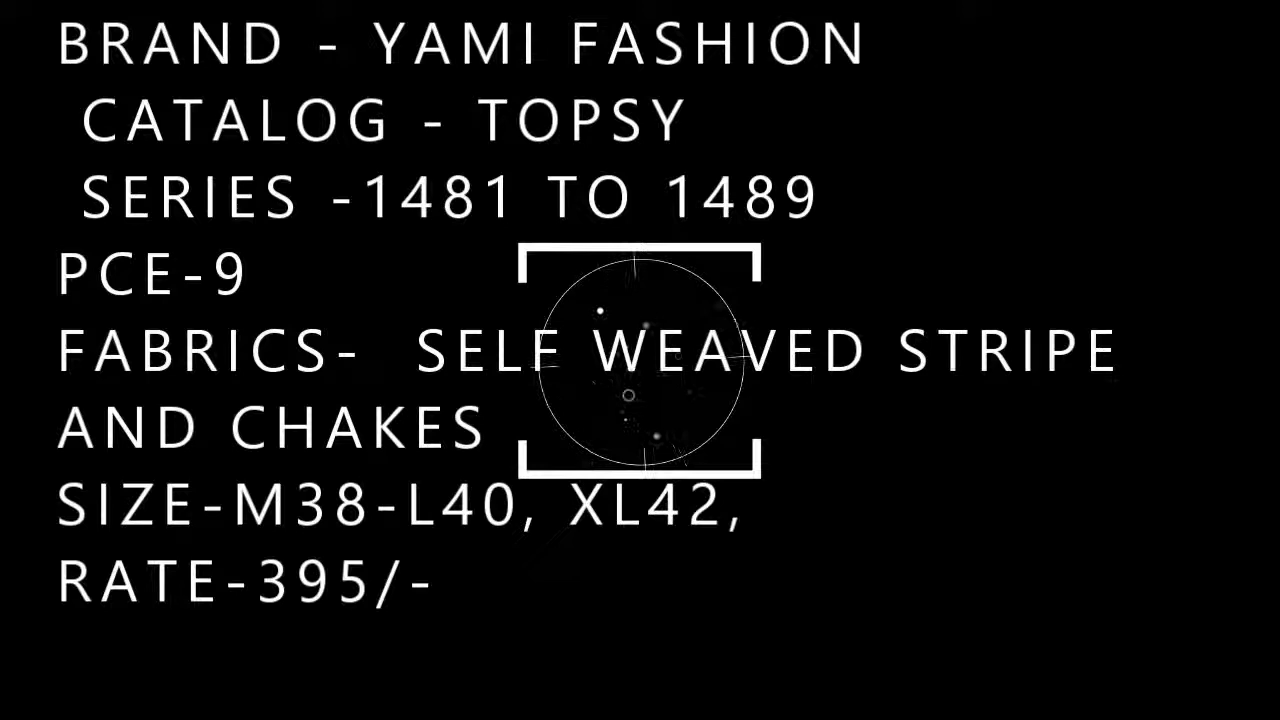 BRAND - YAMI FASHION
CATALOG - TOPSY
SERIES -1481 TO 1489
PCE-9
FABRICS- SELF WEAVED STRIPE
AND CHAKES
SIZE-M38-L40, XL42,
RATE-395/-